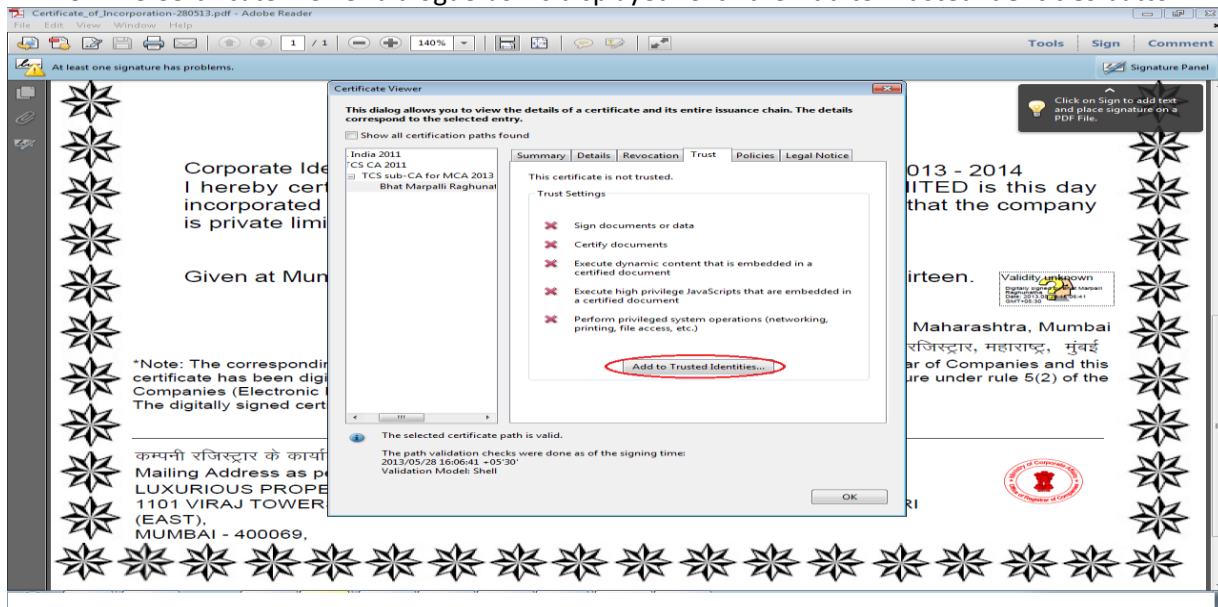 Certificate_of_Incorporation-280513.pdf - Adobe Reader
File Edit View Window Help
1 / 1 140% Tools Sign Comment
At least one signature has problems. Signature Panel
Click on Sign to add text
and place signature on a
PDF File.
Certificate Viewer
This dialog allows you to view the details of a certificate and its entire issuance chain. The details
correspond to the selected entry.
Show all certification paths found
India 2011
TCS CA 2011
TCS sub-CA for MCA 2013
Bhat Marpalli Raghunat
Summary Details Revocation Trust Policies Legal Notice
This certificate is not trusted.
Trust Settings
Sign documents or data
Certify documents
Execute dynamic content that is embedded in a
certified document
Execute high privilege JavaScripts that are embedded in
a certified document
Perform privileged system operations (networking,
printing, file access, etc.)
Add to Trusted Identities...
The selected certificate path is valid.
The path validation checks were done as of the signing time:
2013/05/28 16:06:41 +05'30'
Validation Model: Shell
OK
Corporate Ide 013 - 2014
I hereby cert ITED is this day
incorporated that the company
is private limi
Given at Mum irteen.
Validity unknown
Maharashtra, Mumbai
रजिस्ट्रार, महाराष्ट्र, मुंबई
*Note: The correspondin ar of Companies and this
certificate has been digi ure under rule 5(2) of the
Companies (Electronic
The digitally signed cert
कम्पनी रजिस्ट्रार के कार्या
Mailing Address as p
LUXURIOUS PROPE
1101 VIRAJ TOWER RI
(EAST),
MUMBAI - 400069,